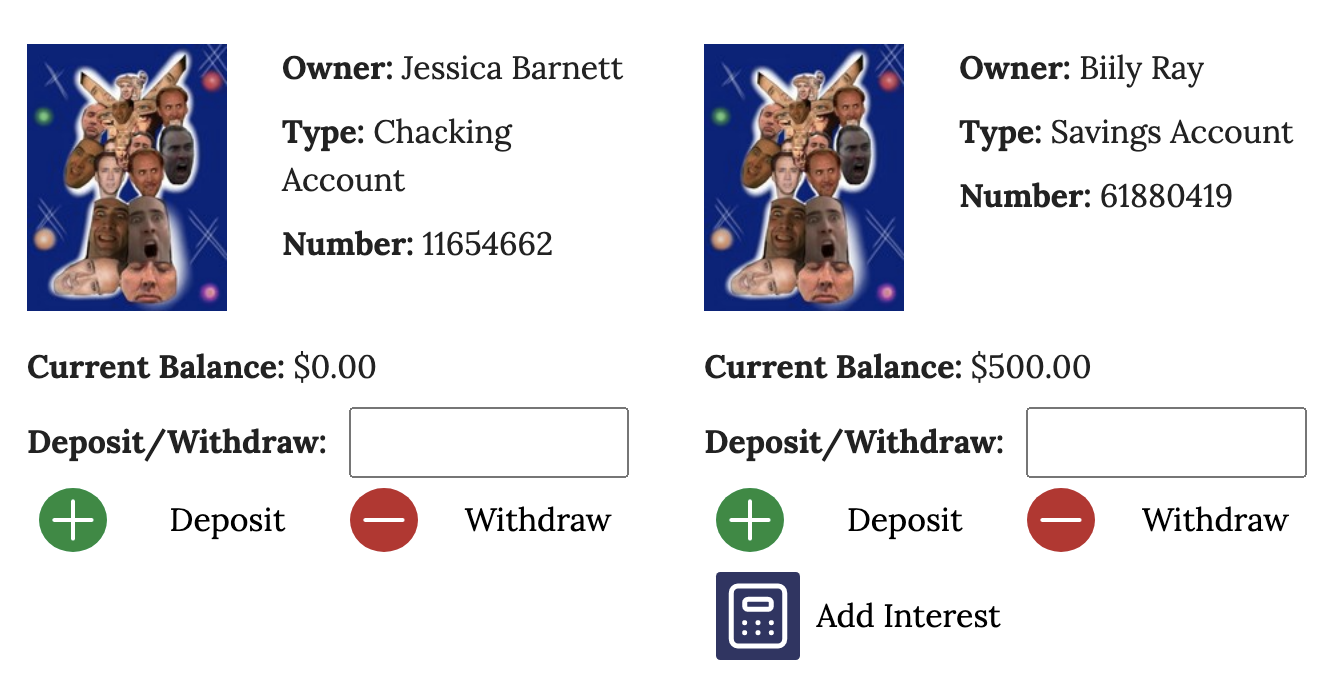 Owner: Jessica Barnett
Type: Chacking
Account
Number: 11654662
Current Balance: $0.00
Deposit/Withdraw:
Deposit Withdraw
Owner: Biily Ray
Type: Savings Account
Number: 61880419
Current Balance: $500.00
Deposit/Withdraw:
Deposit Withdraw
Add Interest